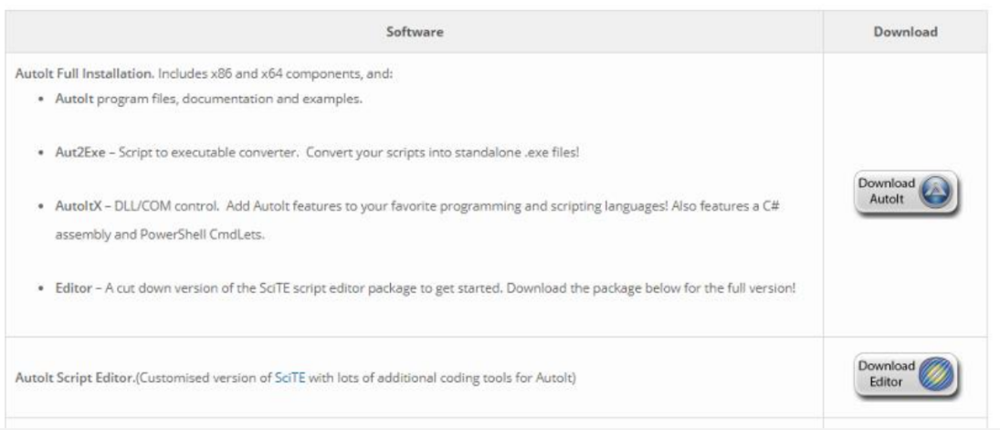 Software Download
AutoIt Full Installation. Includes x86 and x64 components, and:
• AutoIt program files, documentation and examples.
• Aut2Exe – Script to executable converter. Convert your scripts into standalone .exe files!
Download
AutoIt
• AutoItX – DLL/COM control. Add AutoIt features to your favorite programming and scripting languages! Also features a C#
assembly and PowerShell CmdLets.
• Editor – A cut down version of the SciTE script editor package to get started. Download the package below for the full version!
AutoIt Script Editor.(Customised version of SciTE with lots of additional coding tools for AutoIt)
Download
Editor